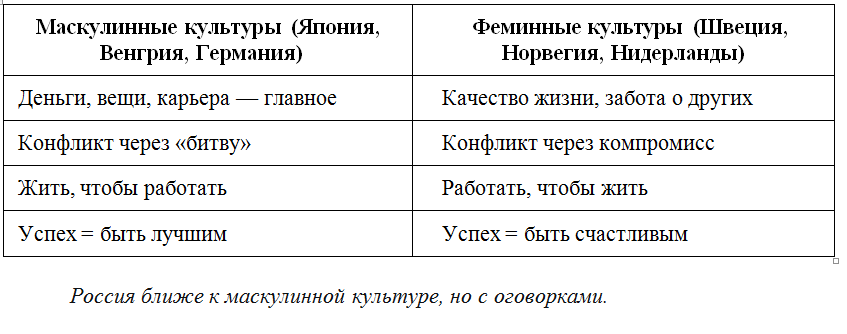 Маскулинные культуры (Япония,
Венгрия, Германия)
Феминные культуры (Швеция,
Норвегия, Нидерланды)
Деньги, вещи, карьера — главное
Качество жизни, забота о других
Конфликт через «битву»
Конфликт через компромисс
Жить, чтобы работать
Работать, чтобы жить
Успех = быть лучшим
Успех = быть счастливым
Россия ближе к маскулинной культуре, но с оговорками.